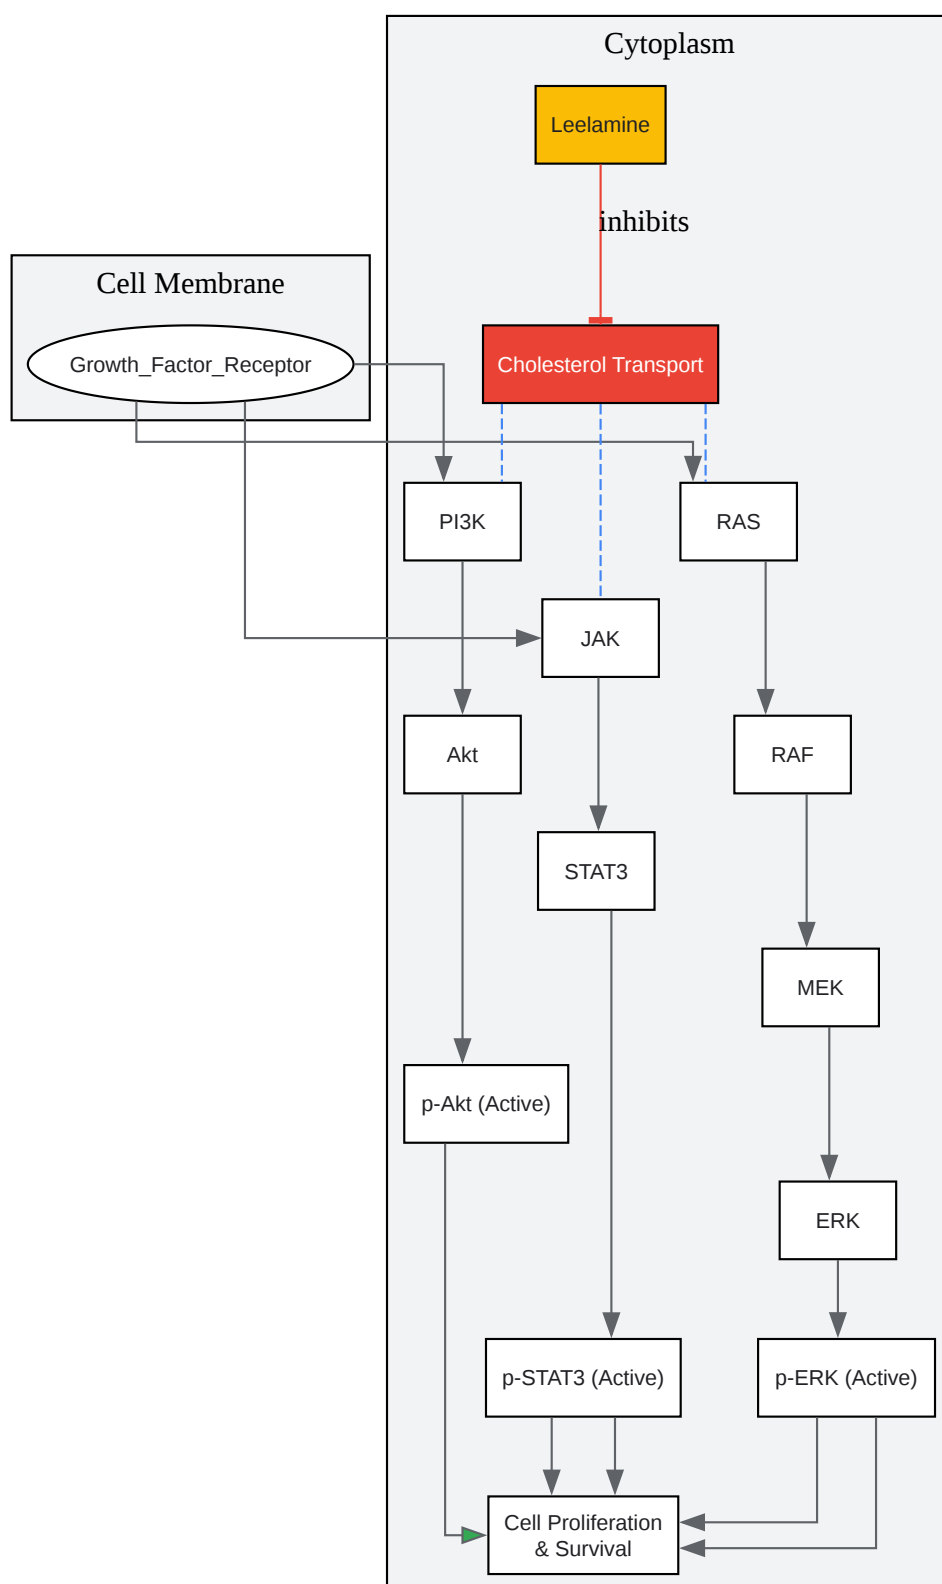 Cytoplasm
Leelamine
inhibits
Cell Membrane
Growth_Factor_Receptor
Cholesterol Transport
PI3K
RAS
JAK
Akt
RAF
STAT3
MEK
p-Akt (Active)
ERK
p-STAT3 (Active)
p-ERK (Active)
Cell Proliferation
& Survival